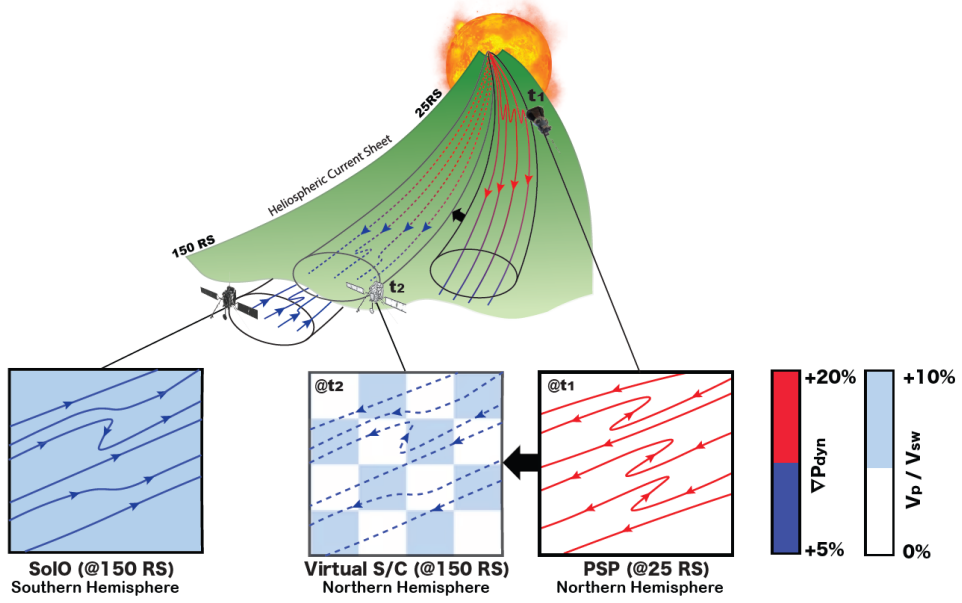 t1
25RS
Heliospheric Current Sheet
150 RS
t2
@t2
@t1
SolO (@150 RS)
Southern Hemisphere
Virtual S/C (@150 RS)
Northern Hemisphere
PSP (@25 RS)
Northern Hemisphere
+20%
∇Pdyn
+5%
+10%
Vp / Vsw
0%